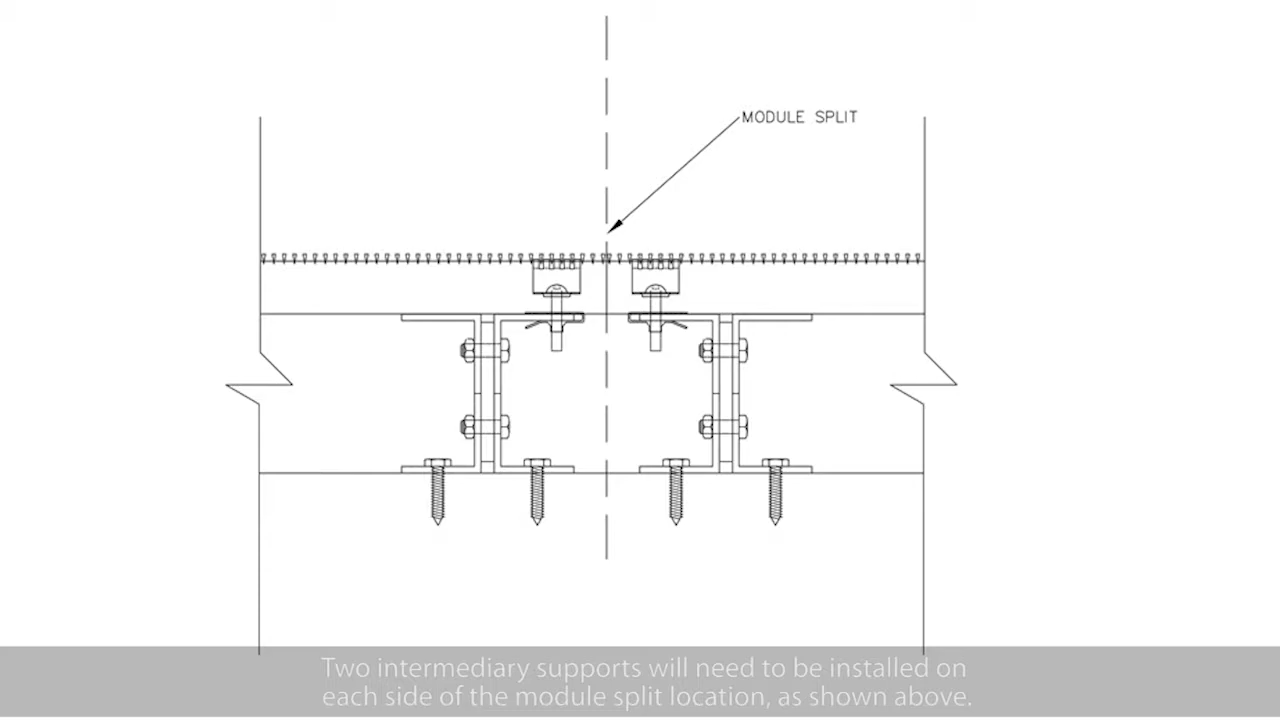 MODULE SPLIT
Two intermediary supports will need to be installed on
each side of the module split location, as shown above.